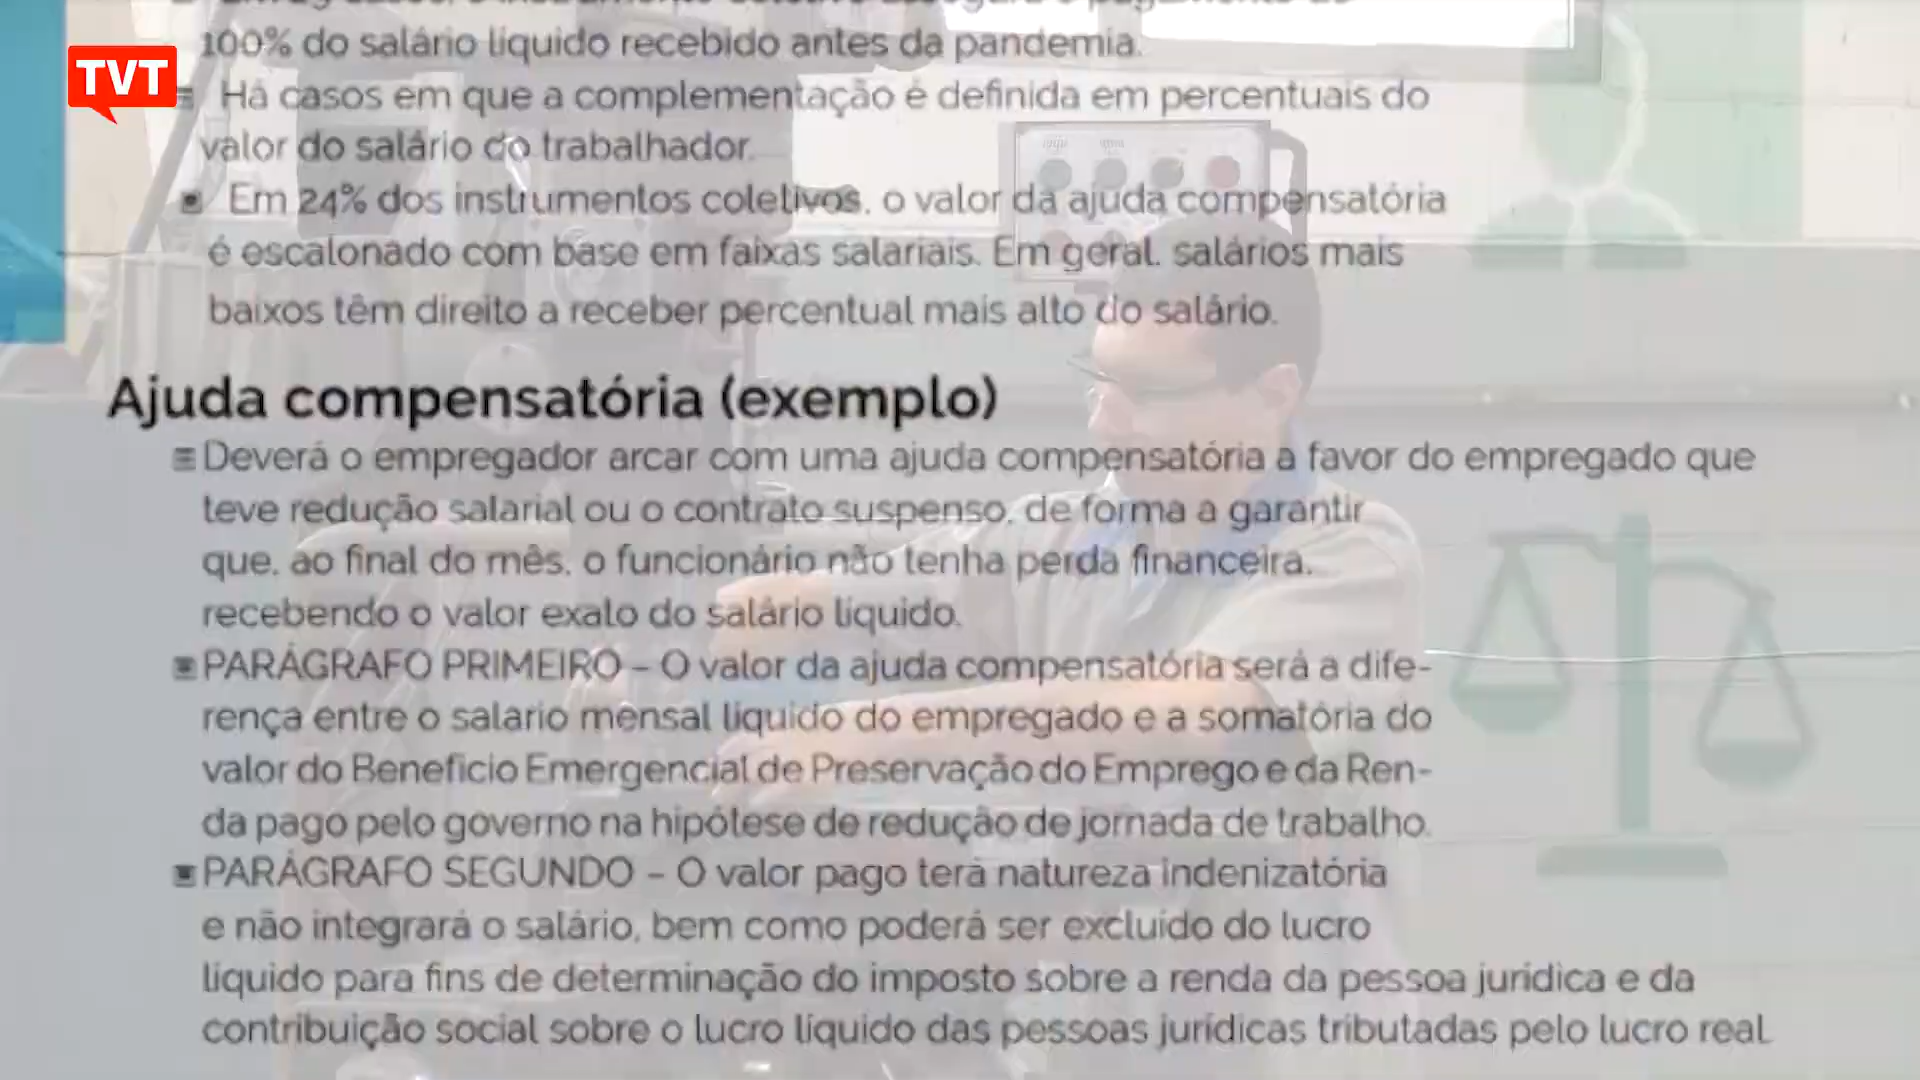 TVT
100% do salário líquido recebido antes da pandemia.
Há casos em que a complementação é definida em percentuais do
valor do salário do trabalhador.
Em 24% dos instrumentos coletivos, o valor da ajuda compensatória
é escalonado com base em faixas salariais. Em geral, salários mais
baixos têm direito a receber percentual mais alto do salário.
Ajuda compensatória (exemplo)
Deverá o empregador arcar com uma ajuda compensatória a favor do empregado que
teve redução salarial ou o contrato suspenso, de forma a garantir
que, ao final do mês, o funcionário não tenha perda financeira,
recebendo o valor exato do salário líquido.
PARÁGRAFO PRIMEIRO – O valor da ajuda compensatória será a dife-
rença entre o salário mensal líquido do empregado e a somatória do
valor do Benefício Emergencial de Preservação do Emprego e da Ren-
da pago pelo governo na hipótese de redução de jornada de trabalho.
PARÁGRAFO SEGUNDO – O valor pago terá natureza indenizatória
e não integrará o salário, bem como poderá ser excluído do lucro
líquido para fins de determinação do imposto sobre a renda da pessoa jurídica e da
contribuição social sobre o lucro líquido das pessoas jurídicas tributadas pelo lucro real.